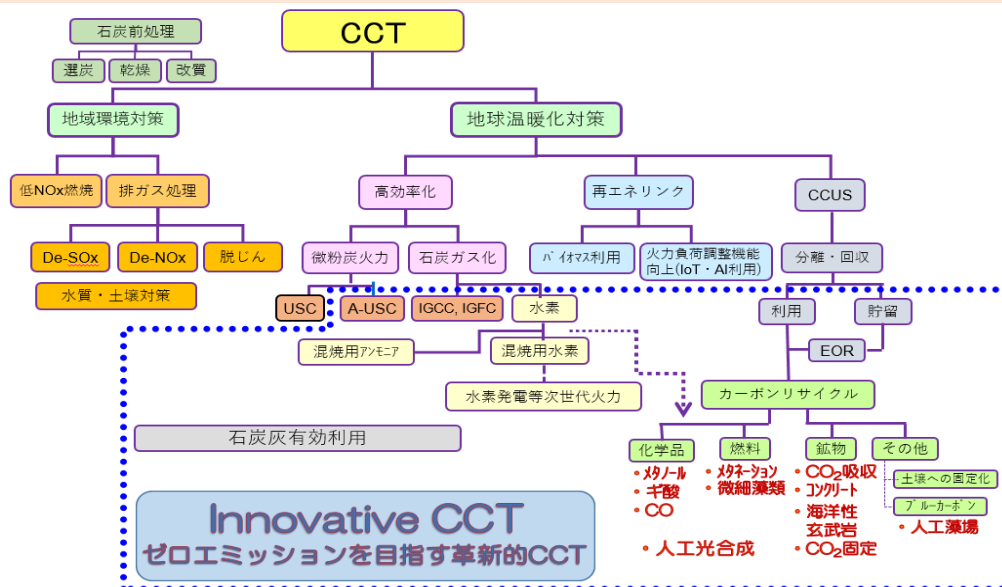 CCT
石炭前処理
選炭
乾燥
改質
地域環境対策
地球温暖化対策
低NOx燃焼
排ガス処理
高効率化
再エネリンク
CCUS
De-SOx
De-NOx
脱じん
微粉炭火力
石炭ガス化
バイオマス利用
火力負荷調整機能
向上(IoT・AI利用)
分離・回収
水質・土壌対策
USC
A-USC
IGCC, IGFC
水素
利用
貯留
混焼用アンモニア
混焼用水素
EOR
水素発電等次世代火力
カーボンリサイクル
石炭灰有効利用
化学品
燃料
鉱物
その他
・メタノール
・ギ酸
・CO
・人工光合成
・メタネーション
・微細藻類
・CO2吸収
・コンクリート
・海洋性
玄武岩
・CO2固定
土壌への固定化
ブルーカーボン
・人工藻場
Innovative CCT
ゼロエミッションを目指す革新的CCT